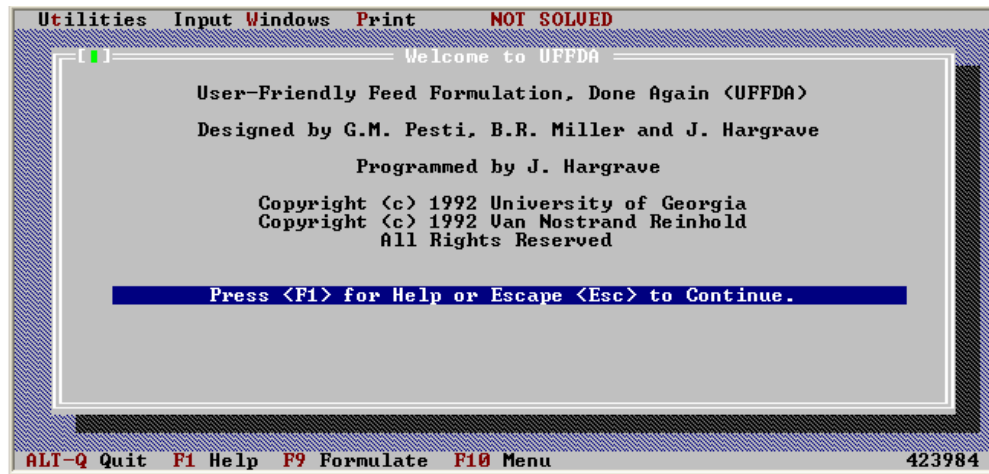 Utilities Input Windows Print NOT SOLVED
Welcome to UFFDA
User-Friendly Feed Formulation, Done Again (UFFDA)
Designed by G.M. Pesti, B.R. Miller and J. Hargrave
Programmed by J. Hargrave
Copyright (c) 1992 University of Georgia
Copyright (c) 1992 Van Nostrand Reinhold
All Rights Reserved
Press <F1> for Help or Escape <Esc> to Continue.
ALT-Q Quit F1 Help F9 Formulate F10 Menu 423984